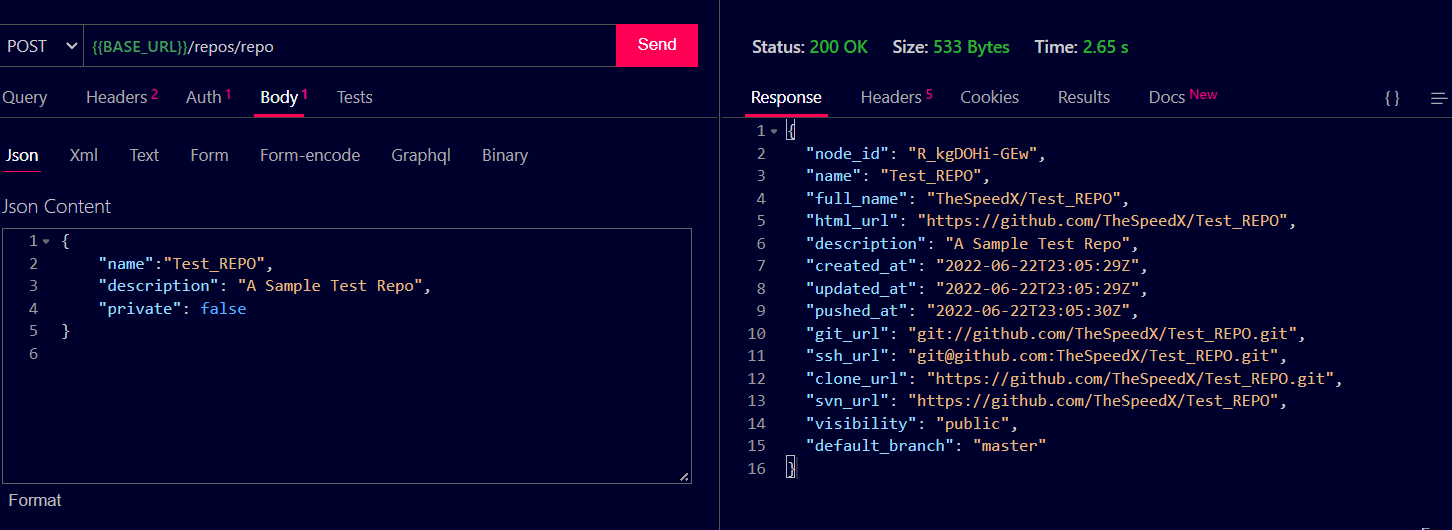 POST {{BASE_URL}}/repos/repo Send
Query Headers 2 Auth 1 Body 1 Tests
Json Xml Text Form Form-encode Graphql Binary
Json Content
1 {
2 "name":"Test_REPO",
3 "description": "A Sample Test Repo",
4 "private": false
5 }
6
Format
Status: 200 OK Size: 533 Bytes Time: 2.65 s
Response Headers 5 Cookies Results Docs New {}
1 {
2 "node_id": "R_kgDOHi-GEw",
3 "name": "Test_REPO",
4 "full_name": "TheSpeedX/Test_REPO",
5 "html_url": "https://github.com/TheSpeedX/Test_REPO",
6 "description": "A Sample Test Repo",
7 "created_at": "2022-06-22T23:05:29Z",
8 "updated_at": "2022-06-22T23:05:29Z",
9 "pushed_at": "2022-06-22T23:05:30Z",
10 "git_url": "git://github.com/TheSpeedX/Test_REPO.git",
11 "ssh_url": "git@github.com:TheSpeedX/Test_REPO.git",
12 "clone_url": "https://github.com/TheSpeedX/Test_REPO.git",
13 "svn_url": "https://github.com/TheSpeedX/Test_REPO",
14 "visibility": "public",
15 "default_branch": "master"
16 }